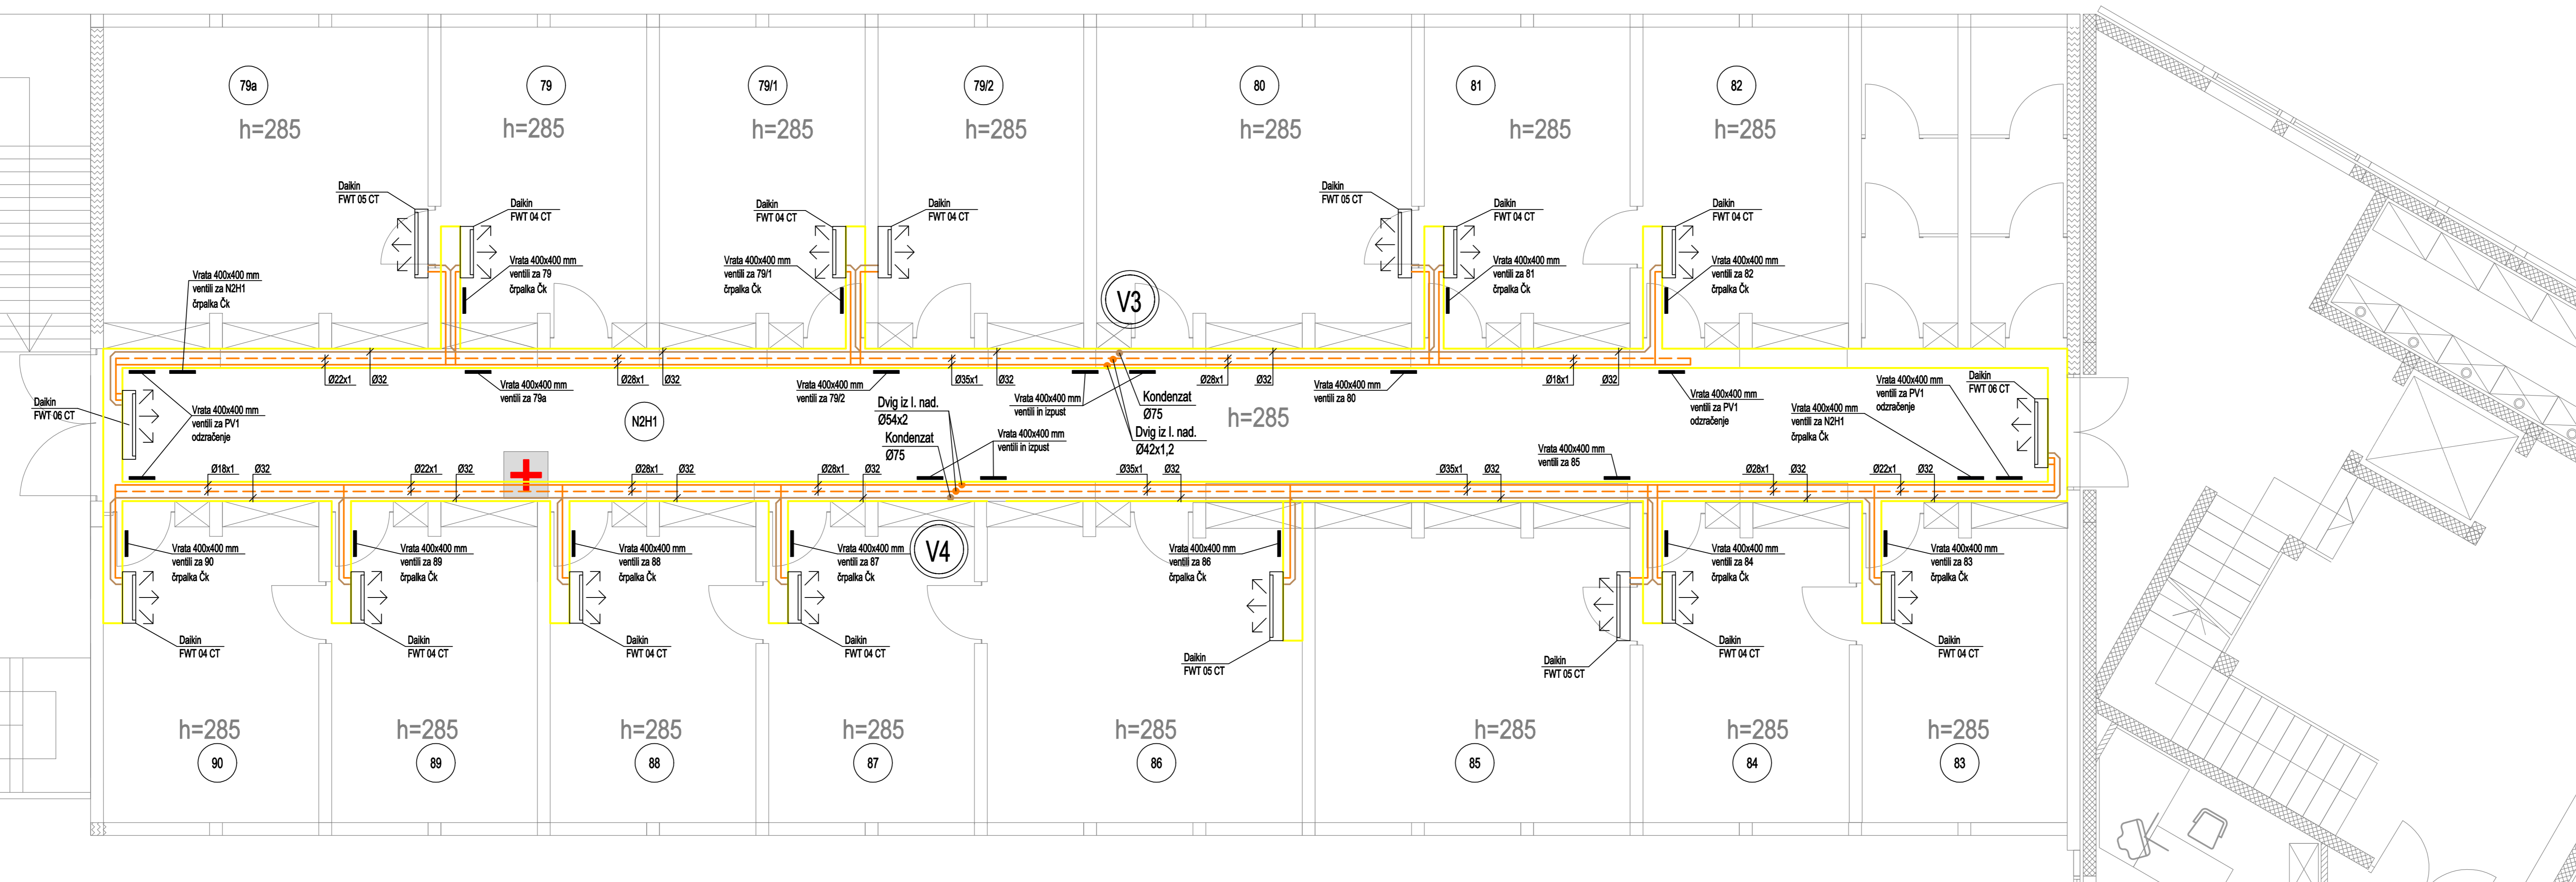 79a
79
79/1
79/2
80
81
82
h=285
h=285
h=285
h=285
h=285
h=285
h=285
Daikin
FWT 05 CT
Daikin
FWT 04 CT
Daikin
FWT 04 CT
Daikin
FWT 04 CT
Daikin
FWT 05 CT
Daikin
FWT 04 CT
Daikin
FWT 04 CT
Vrata 400x400 mm
ventili za N2H1
črpalka Čk
Vrata 400x400 mm
ventili za 79
črpalka Čk
Vrata 400x400 mm
ventili za 79/1
črpalka Čk
V3
Vrata 400x400 mm
ventili za 81
črpalka Čk
Vrata 400x400 mm
ventili za 82
črpalka Čk
Ø22x1
Ø32
Ø28x1
Ø32
Ø35x1
Ø32
Ø28x1
Ø32
Ø18x1
Ø32
Daikin
FWT 06 CT
Vrata 400x400 mm
ventili za PV1
odzračenje
Vrata 400x400 mm
ventili za 79a
N2H1
Vrata 400x400 mm
ventili za 79/2
Dvig iz I. nad.
Ø54x2
Kondenzat
Ø75
Vrata 400x400 mm
ventili in izpust
Vrata 400x400 mm
ventili in izpust
Kondenzat
Ø75
Dvig iz I. nad.
Ø42x1,2
h=285
Vrata 400x400 mm
ventili za 80
Vrata 400x400 mm
ventili za 85
Vrata 400x400 mm
ventili za PV1
odzračenje
Vrata 400x400 mm
ventili za N2H1
črpalka Čk
Vrata 400x400 mm
ventili za PV1
odzračenje
Daikin
FWT 06 CT
Ø18x1
Ø32
Ø22x1
Ø32
Ø28x1
Ø32
Ø28x1
Ø32
Ø35x1
Ø32
Ø35x1
Ø32
Ø28x1
Ø32
Ø22x1
Ø32
Vrata 400x400 mm
ventili za 90
črpalka Čk
Vrata 400x400 mm
ventili za 89
črpalka Čk
Vrata 400x400 mm
ventili za 88
črpalka Čk
Vrata 400x400 mm
ventili za 87
črpalka Čk
V4
Vrata 400x400 mm
ventili za 86
črpalka Čk
Vrata 400x400 mm
ventili za 84
črpalka Čk
Vrata 400x400 mm
ventili za 83
črpalka Čk
Daikin
FWT 04 CT
Daikin
FWT 04 CT
Daikin
FWT 04 CT
Daikin
FWT 04 CT
Daikin
FWT 05 CT
Daikin
FWT 05 CT
Daikin
FWT 04 CT
Daikin
FWT 04 CT
h=285
h=285
h=285
h=285
h=285
h=285
h=285
h=285
90
89
88
87
86
85
84
83